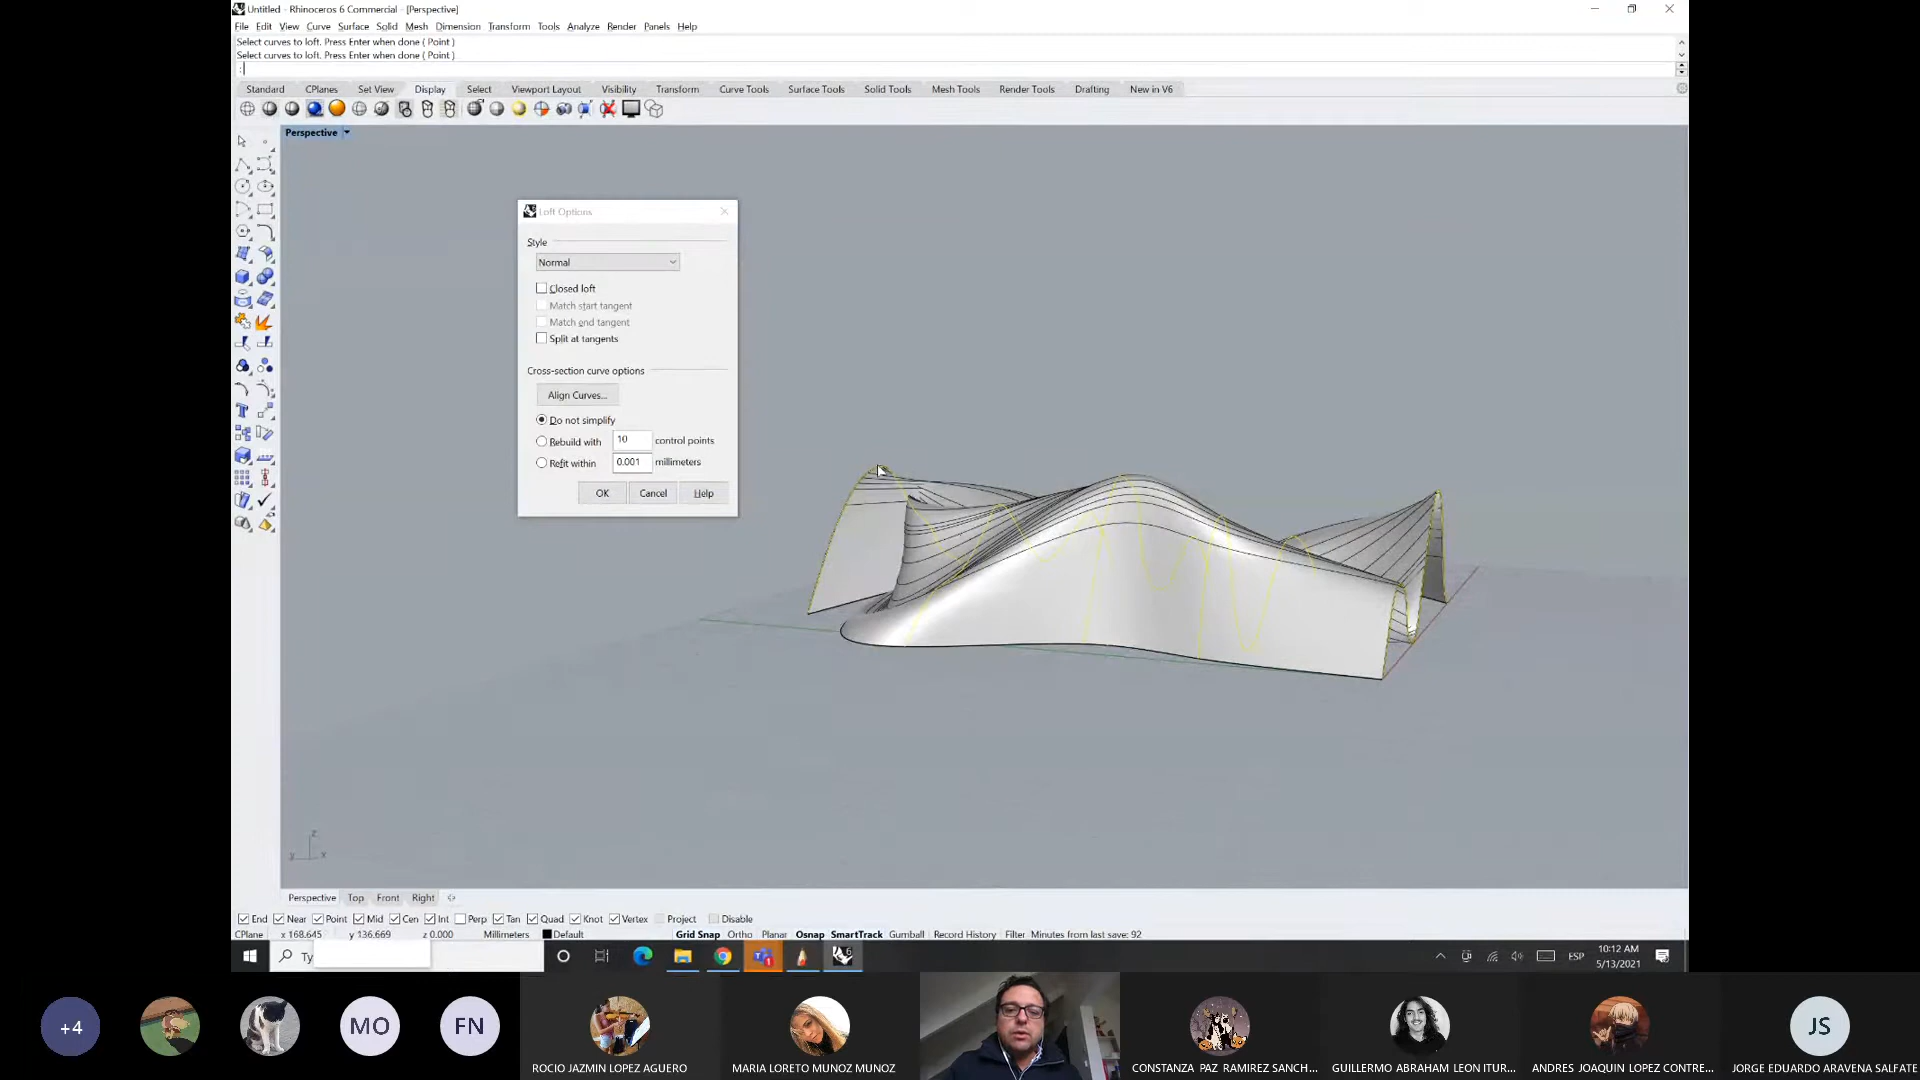 Untitled - Rhinoceros 6 Commercial - [Perspective]
File Edit View Curve Surface Solid Mesh Dimension Transform Tools Analyze Render Panels Help
Select curves to loft. Press Enter when done ( Point )
Select curves to loft. Press Enter when done ( Point )
Standard CPlanes Set View Display Select Viewport Layout Visibility Transform Curve Tools Surface Tools Solid Tools Mesh Tools Render Tools Drafting New in V6
Perspective
Loft Options
Style
Normal
Closed loft
Match start tangent
Match end tangent
Split at tangents
Cross-section curve options
Align Curves...
Do not simplify
Rebuild with 10 control points
Refit within 0.001 millimeters
OK Cancel Help
z
y x
Perspective Top Front Right
End Near Point Mid Cen Int Perp Tan Quad Knot Vertex Project Disable
CPlane x 168.645 y 136.669 z 0.000 Millimeters Default Grid Snap Ortho Planar Osnap SmartTrack Gumball Record History Filter Minutes from last save: 92
Ty
ESP
10:12 AM
5/13/2021
+4 MO FN JS
ROCIO JAZMIN LOPEZ AGUERO
MARIA LORETO MUNOZ MUNOZ
CONSTANZA PAZ RAMIREZ SANCH...
GUILLERMO ABRAHAM LEON ITUR...
ANDRES JOAQUIN LOPEZ CONTRE...
JORGE EDUARDO ARAVENA SALFATE